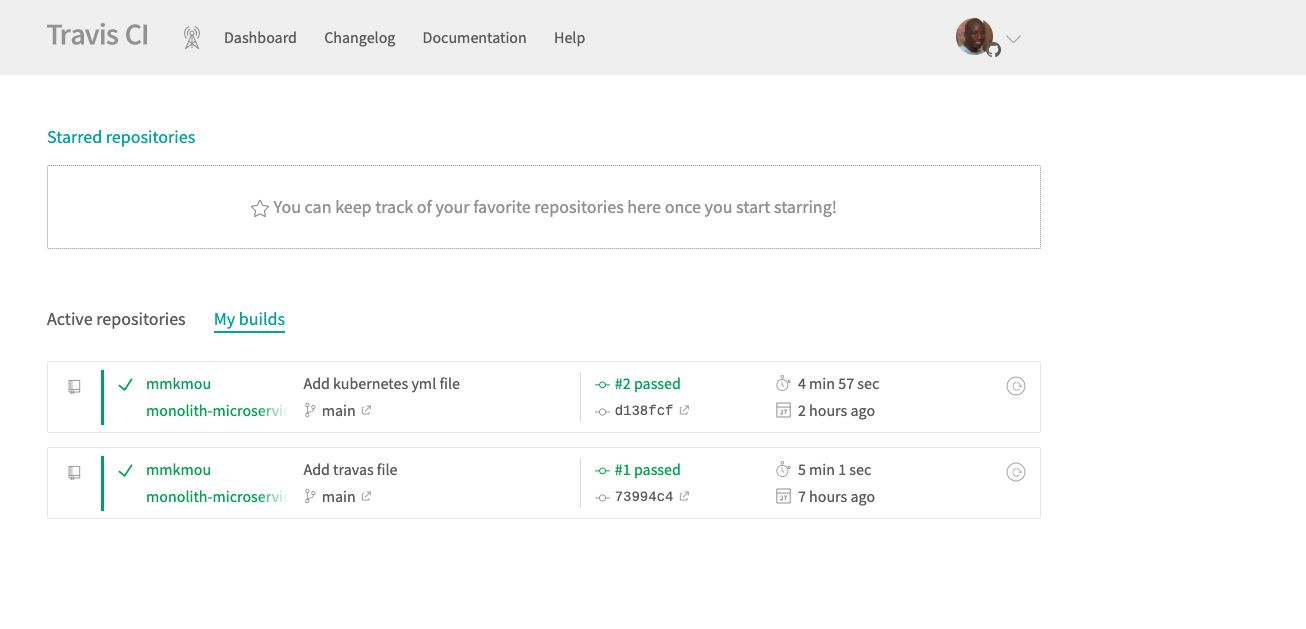 Travis CI
Dashboard Changelog Documentation Help
Starred repositories
You can keep track of your favorite repositories here once you start starring!
Active repositories My builds
mmkmou Add kubernetes yml file #2 passed 4 min 57 sec
monolith-microservic main d138fcf 2 hours ago
mmkmou Add travas file #1 passed 5 min 1 sec
monolith-microservic main 73994c4 7 hours ago